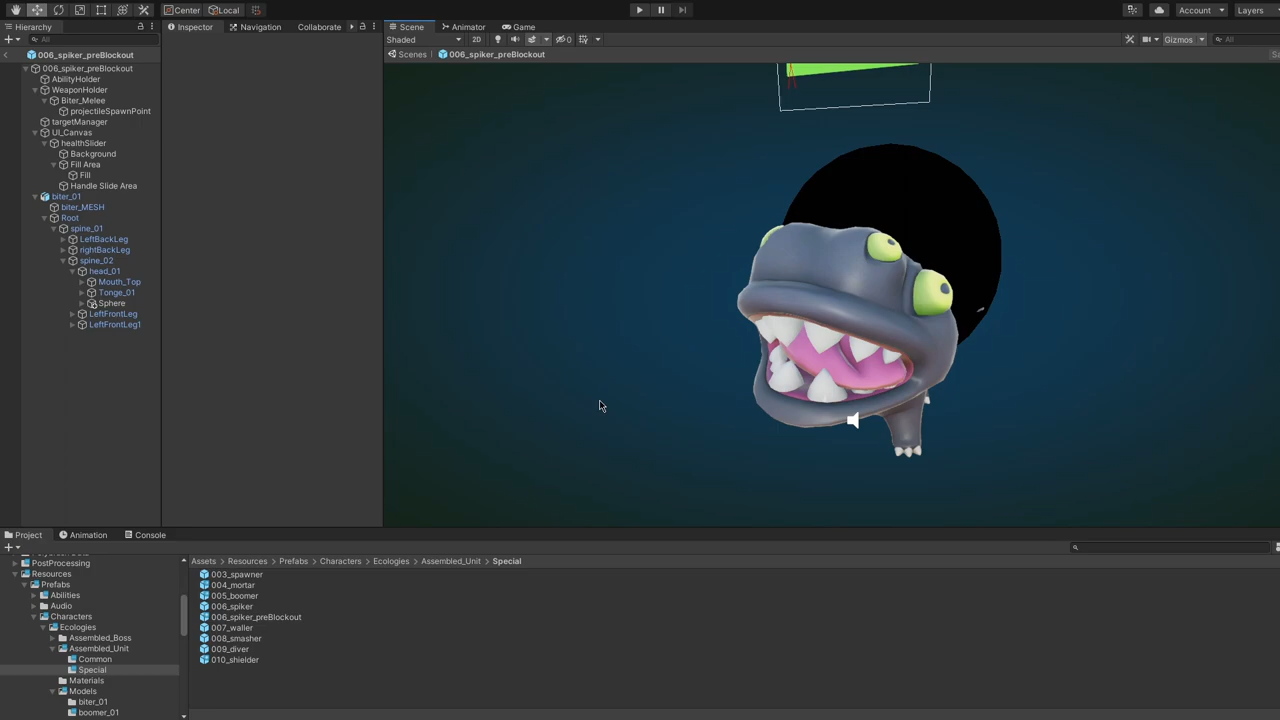 Center Local Account Layers
Hierarchy Inspector Navigation Collaborate Scene Animator Game
All Shaded 2D 0 Gizmos All
006_spiker_preBlockout Scenes 006_spiker_preBlockout
006_spiker_preBlockout
AbilityHolder
WeaponHolder
Biter_Melee
projectileSpawnPoint
targetManager
UI_Canvas
healthSlider
Background
Fill Area
Fill
Handle Slide Area
biter_01
biter_MESH
Root
spine_01
LeftBackLeg
rightBackLeg
spine_02
head_01
Mouth_Top
Tonge_01
Sphere
LeftFrontLeg
LeftFrontLeg1
Project Animation Console
PostProcessing
Resources
Prefabs
Abilities
Audio
Characters
Ecologies
Assembled_Boss
Assembled_Unit
Common
Special
Materials
Models
biter_01
boomer_01
Assets Resources Prefabs Characters Ecologies Assembled_Unit Special
003_spawner
004_mortar
005_boomer
006_spiker
006_spiker_preBlockout
007_waller
008_smasher
009_diver
010_shielder